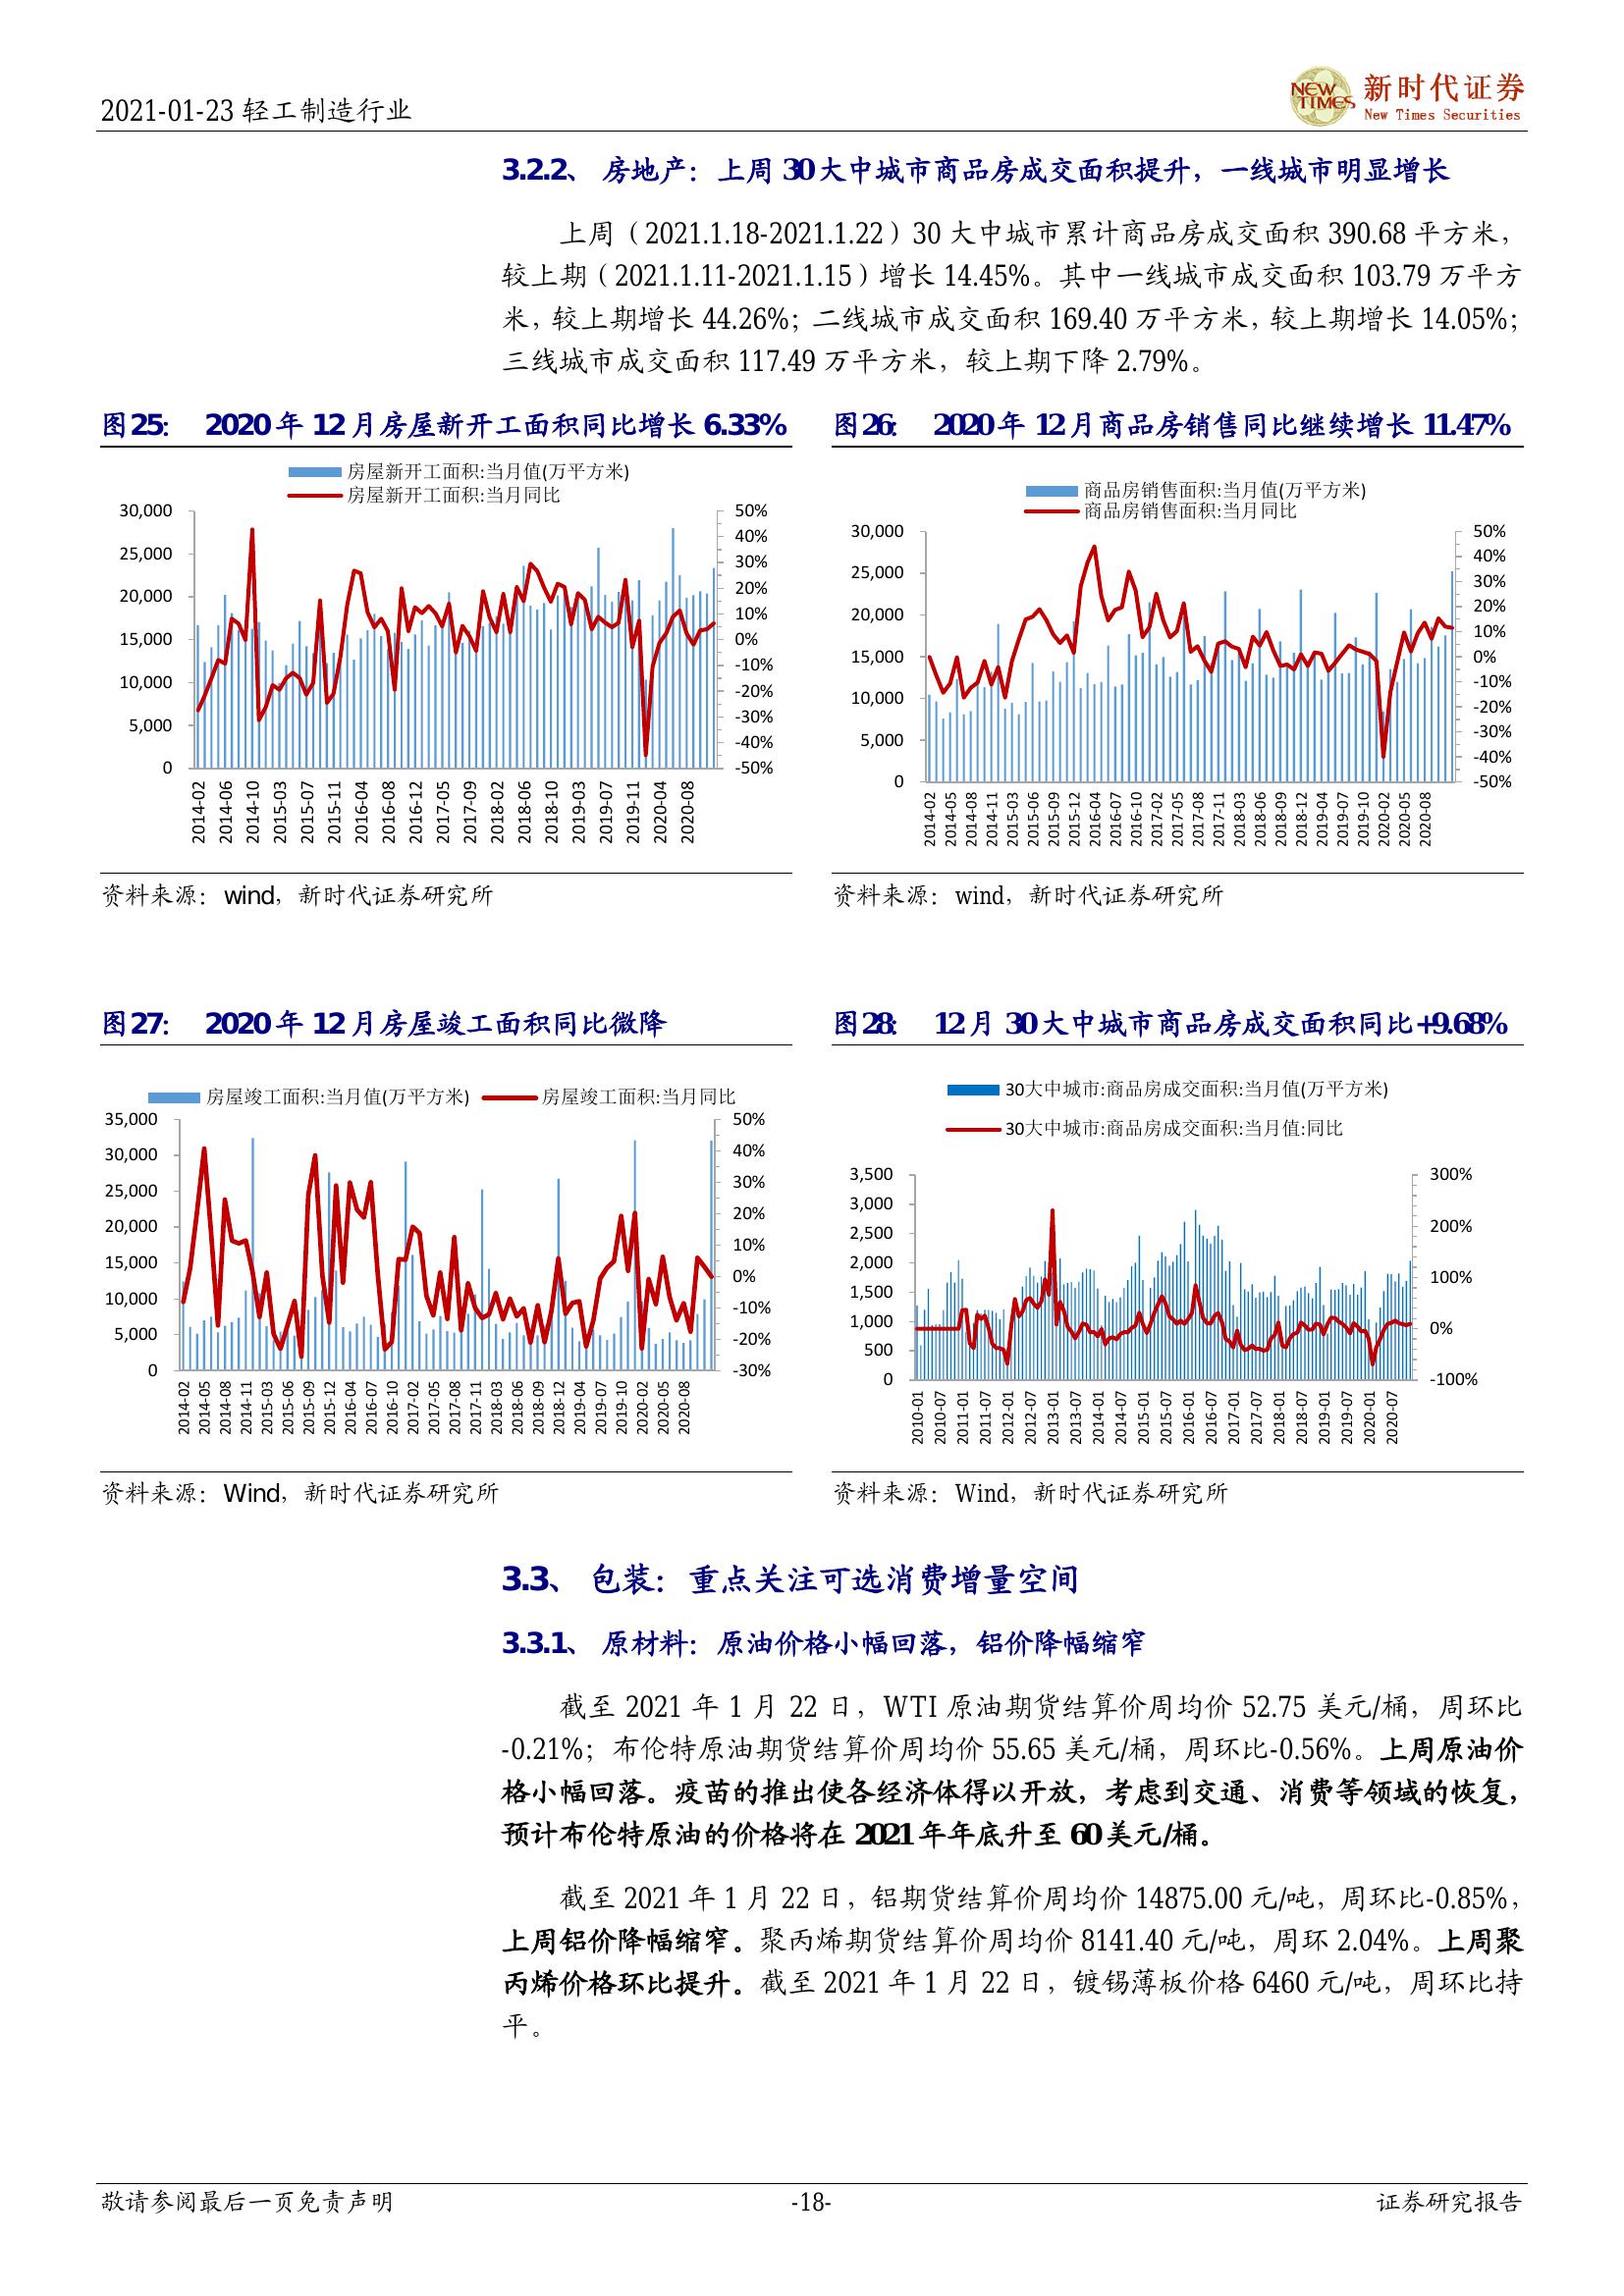 2021-01-23 轻工制造行业
NEW TIMES 新时代证券
New Times Securities
3.2.2、 房地产：上周 30 大中城市商品房成交面积提升，一线城市明显增长
上周（2021.1.18-2021.1.22）30 大中城市累计商品房成交面积 390.68 平方米，
较上期（2021.1.11-2021.1.15）增长 14.45%。其中一线城市成交面积 103.79 万平方
米，较上期增长 44.26%；二线城市成交面积 169.40 万平方米，较上期增长 14.05%；
三线城市成交面积 117.49 万平方米，较上期下降 2.79%。
图 25： 2020 年 12 月房屋新开工面积同比增长 6.33%
房屋新开工面积:当月值(万平方米)
房屋新开工面积:当月同比
30,000
25,000
20,000
15,000
10,000
5,000
0
50%
40%
30%
20%
10%
0%
-10%
-20%
-30%
-40%
-50%
2014-02 2014-06 2014-10 2015-03 2015-07 2015-11 2016-04 2016-08 2016-12 2017-05 2017-09 2018-02 2018-06 2018-10 2019-03 2019-07 2019-11 2020-04 2020-08
资料来源：wind，新时代证券研究所
图 26： 2020 年 12 月商品房销售同比继续增长 11.47%
商品房销售面积:当月值(万平方米)
商品房销售面积:当月同比
30,000
25,000
20,000
15,000
10,000
5,000
0
50%
40%
30%
20%
10%
0%
-10%
-20%
-30%
-40%
-50%
2014-02 2014-05 2014-08 2014-11 2015-03 2015-06 2015-09 2015-12 2016-04 2016-07 2016-10 2017-02 2017-05 2017-08 2017-11 2018-03 2018-06 2018-09 2018-12 2019-04 2019-07 2019-10 2020-02 2020-05 2020-08
资料来源：wind，新时代证券研究所
图 27： 2020 年 12 月房屋竣工面积同比微降
房屋竣工面积:当月值(万平方米) 房屋竣工面积:当月同比
35,000
30,000
25,000
20,000
15,000
10,000
5,000
0
50%
40%
30%
20%
10%
0%
-10%
-20%
-30%
2014-02 2014-05 2014-08 2014-11 2015-03 2015-06 2015-09 2015-12 2016-04 2016-07 2016-10 2017-02 2017-05 2017-08 2017-11 2018-03 2018-06 2018-09 2018-12 2019-04 2019-07 2019-10 2020-02 2020-05 2020-08
资料来源：Wind，新时代证券研究所
图 28： 12 月 30 大中城市商品房成交面积同比+9.68%
30大中城市:商品房成交面积:当月值(万平方米)
30大中城市:商品房成交面积:当月值:同比
3,500
3,000
2,500
2,000
1,500
1,000
500
0
300%
200%
100%
0%
-100%
2010-01 2010-07 2011-01 2011-07 2012-01 2012-07 2013-01 2013-07 2014-01 2014-07 2015-01 2015-07 2016-01 2016-07 2017-01 2017-07 2018-01 2018-07 2019-01 2019-07 2020-01 2020-07
资料来源：Wind，新时代证券研究所
3.3、 包装：重点关注可选消费增量空间
3.3.1、 原材料：原油价格小幅回落，铝价降幅缩窄
截至 2021 年 1 月 22 日，WTI 原油期货结算价周均价 52.75 美元/桶，周环比
-0.21%；布伦特原油期货结算价周均价 55.65 美元/桶，周环比-0.56%。上周原油价
格小幅回落。疫苗的推出使各经济体得以开放，考虑到交通、消费等领域的恢复，
预计布伦特原油的价格将在 2021 年年底升至 60 美元/桶。
截至 2021 年 1 月 22 日，铝期货结算价周均价 14875.00 元/吨，周环比-0.85%，
上周铝价降幅缩窄。聚丙烯期货结算价周均价 8141.40 元/吨，周环 2.04%。上周聚
丙烯价格环比提升。截至 2021 年 1 月 22 日，镀锡薄板价格 6460 元/吨，周环比持
平。
敬请参阅最后一页免责声明
-18-
证券研究报告